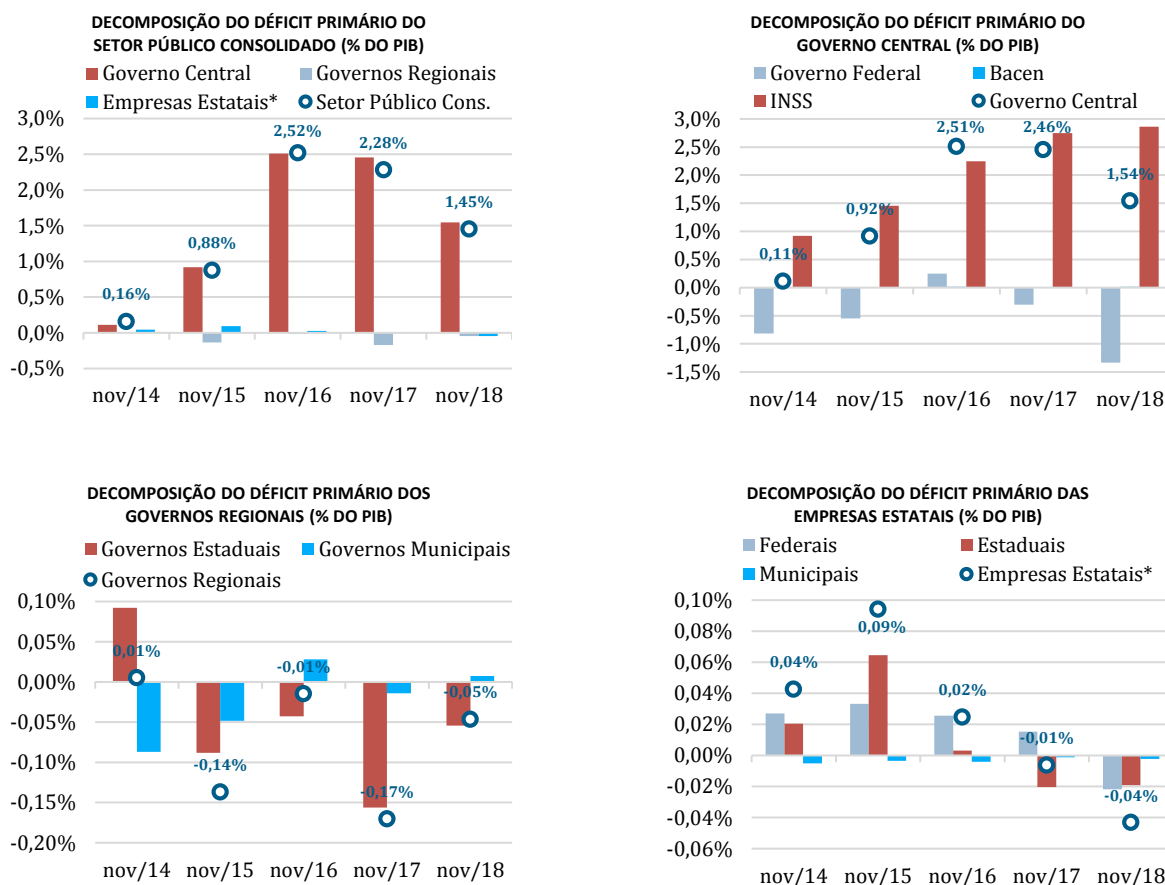 DECOMPOSIÇÃO DO DÉFICIT PRIMÁRIO DO
SETOR PÚBLICO CONSOLIDADO (% DO PIB)
Governo Central Governos Regionais
Empresas Estatais* Setor Público Cons.
3,0%
2,5%
2,0%
1,5%
1,0%
0,5%
0,0%
-0,5%
0,16%
0,88%
2,52%
2,28%
1,45%
nov/14 nov/15 nov/16 nov/17 nov/18
DECOMPOSIÇÃO DO DÉFICIT PRIMÁRIO DO
GOVERNO CENTRAL (% DO PIB)
Governo Federal Bacen
INSS Governo Central
3,0%
2,5%
2,0%
1,5%
1,0%
0,5%
0,0%
-0,5%
-1,0%
-1,5%
0,11%
0,92%
2,51%
2,46%
1,54%
nov/14 nov/15 nov/16 nov/17 nov/18
DECOMPOSIÇÃO DO DÉFICIT PRIMÁRIO DOS
GOVERNOS REGIONAIS (% DO PIB)
Governos Estaduais Governos Municipais
Governos Regionais
0,10%
0,05%
0,00%
-0,05%
-0,10%
-0,15%
-0,20%
0,01%
-0,14%
-0,01%
-0,17%
-0,05%
nov/14 nov/15 nov/16 nov/17 nov/18
DECOMPOSIÇÃO DO DÉFICIT PRIMÁRIO DAS
EMPRESAS ESTATAIS (% DO PIB)
Federais Estaduais
Municipais Empresas Estatais*
0,10%
0,08%
0,06%
0,04%
0,02%
0,00%
-0,02%
-0,04%
-0,06%
0,04%
0,09%
0,02%
-0,01%
-0,04%
nov/14 nov/15 nov/16 nov/17 nov/18